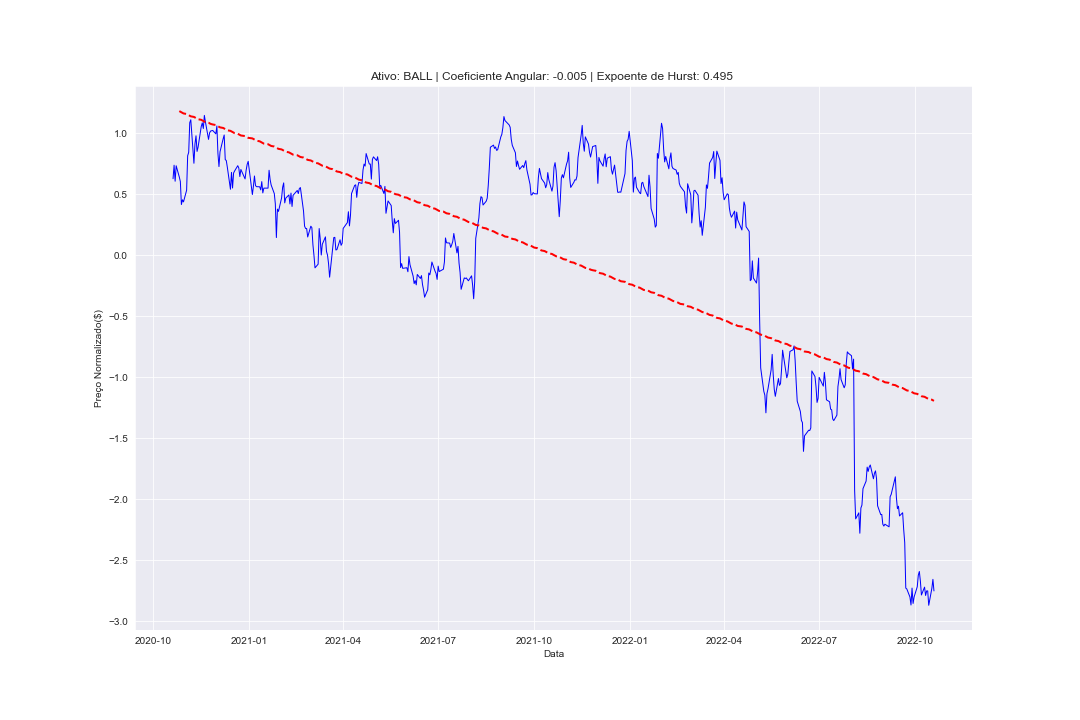 Ativo: BALL | Coeficiente Angular: -0.005 | Expoente de Hurst: 0.495
1.0
0.5
0.0
−0.5
−1.0
−1.5
−2.0
−2.5
−3.0
Preço Normalizado($)
2020-10 2021-01 2021-04 2021-07 2021-10 2022-01 2022-04 2022-07 2022-10
Data